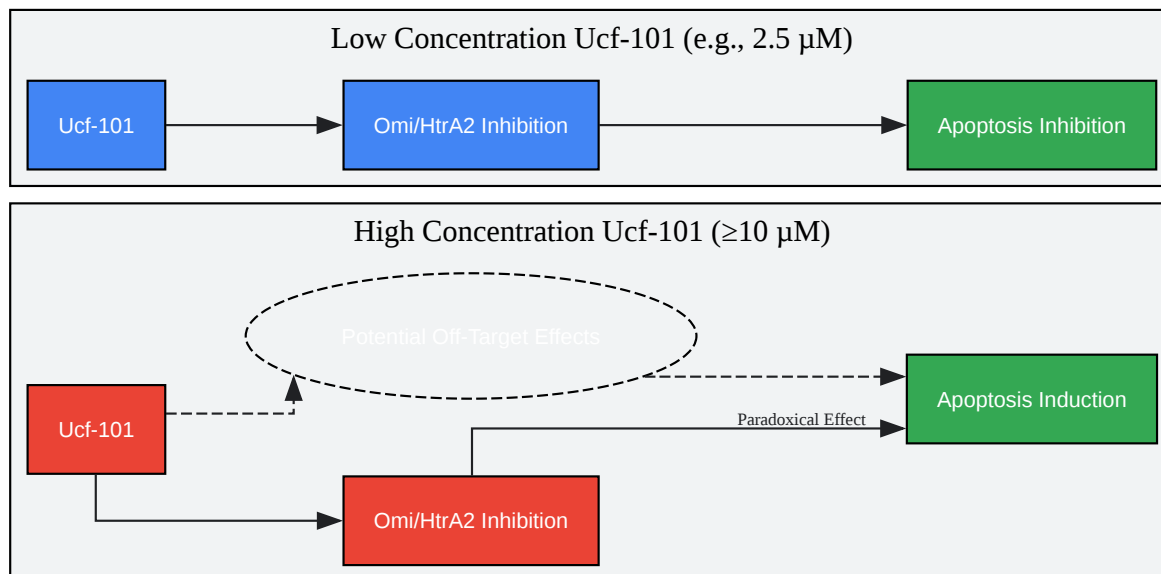 Low Concentration Ucf-101 (e.g., 2.5 µM)
Ucf-101
Omi/HtrA2 Inhibition
Apoptosis Inhibition
High Concentration Ucf-101 (≥10 µM)
Potential Off-Target Effects
Ucf-101
Apoptosis Induction
Paradoxical Effect
Omi/HtrA2 Inhibition